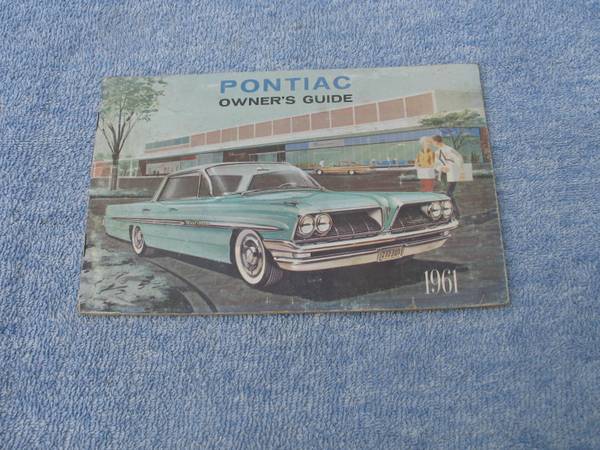 PONTIAC
OWNER'S GUIDE
1961